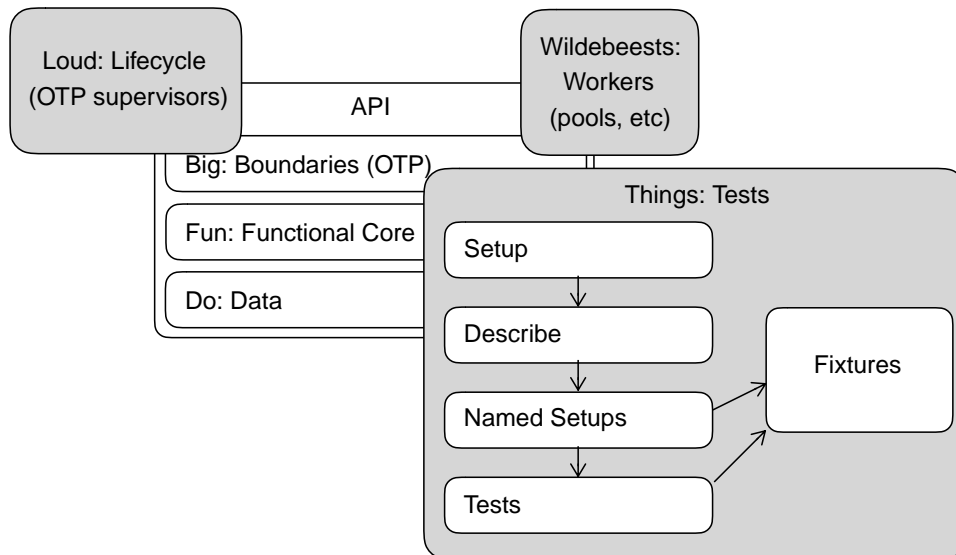 Loud: Lifecycle
(OTP supervisors)
Wildebeests:
Workers
(pools, etc)
API
Big: Boundaries (OTP)
Fun: Functional Core
Do: Data
Things: Tests
Setup
Describe
Named Setups
Tests
Fixtures